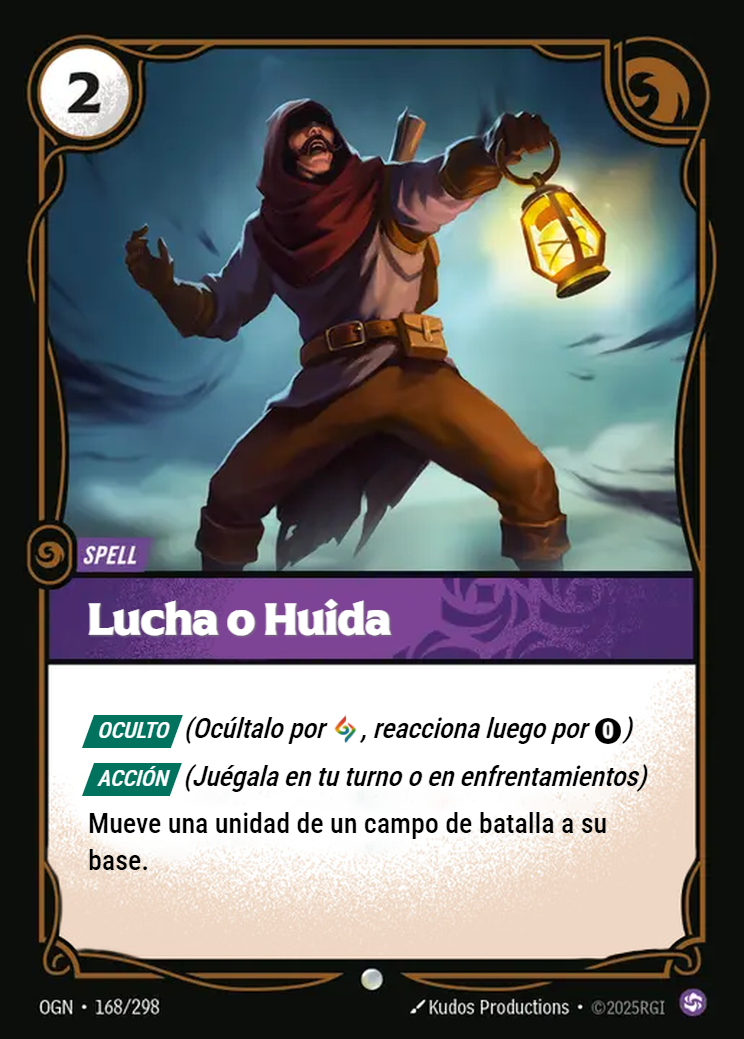 2
SPELL
Lucha o Huida
OCULTO (Ocúltalo por , reacciona luego por 0)
ACCIÓN (Juégala en tu turno o en enfrentamientos)
Mueve una unidad de un campo de batalla a su
base.
OGN • 168/298
Kudos Productions • ©2025RGI